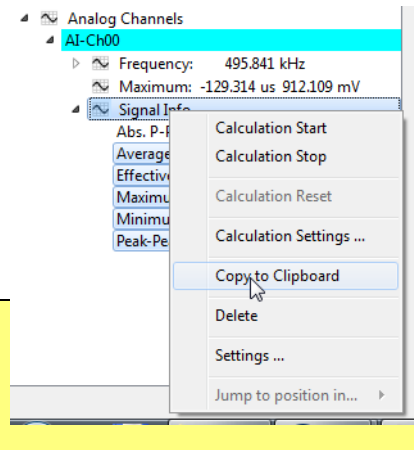 Analog Channels
AI-Ch00
Frequency: 495.841 kHz
Maximum: -129.314 us 912.109 mV
Signal Info
Abs. P-P
Average
Effectiv
Maximu
Minimu
Peak-Pe
Calculation Start
Calculation Stop
Calculation Reset
Calculation Settings ...
Copy to Clipboard
Delete
Settings ...
Jump to position in...